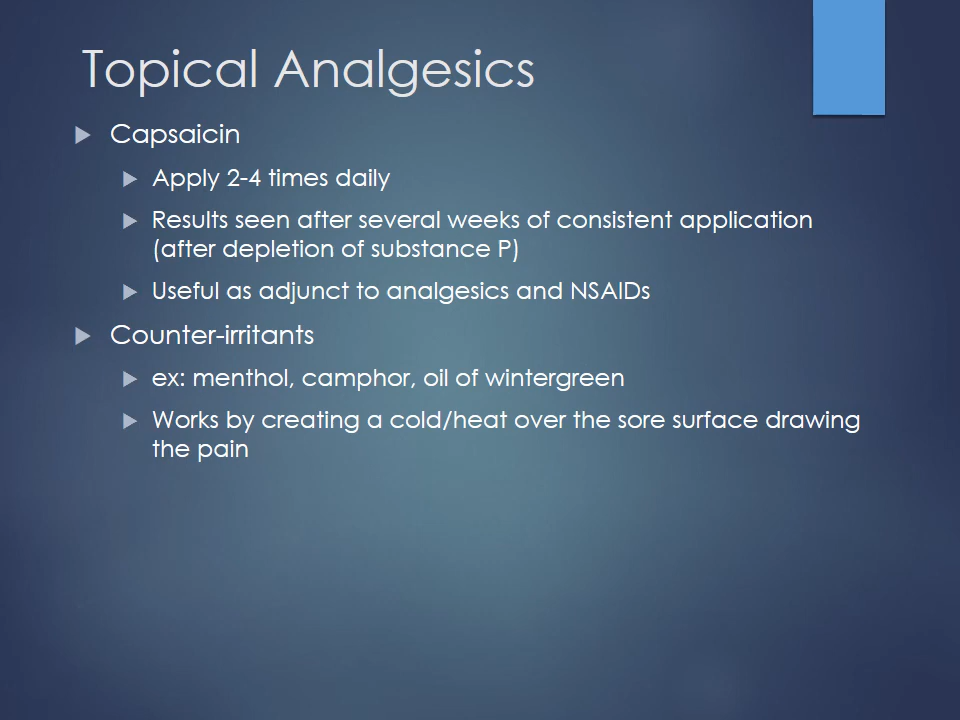 Topical Analgesics
Capsaicin
Apply 2-4 times daily
Results seen after several weeks of consistent application
(after depletion of substance P)
Useful as adjunct to analgesics and NSAIDs
Counter-irritants
ex: menthol, camphor, oil of wintergreen
Works by creating a cold/heat over the sore surface drawing
the pain